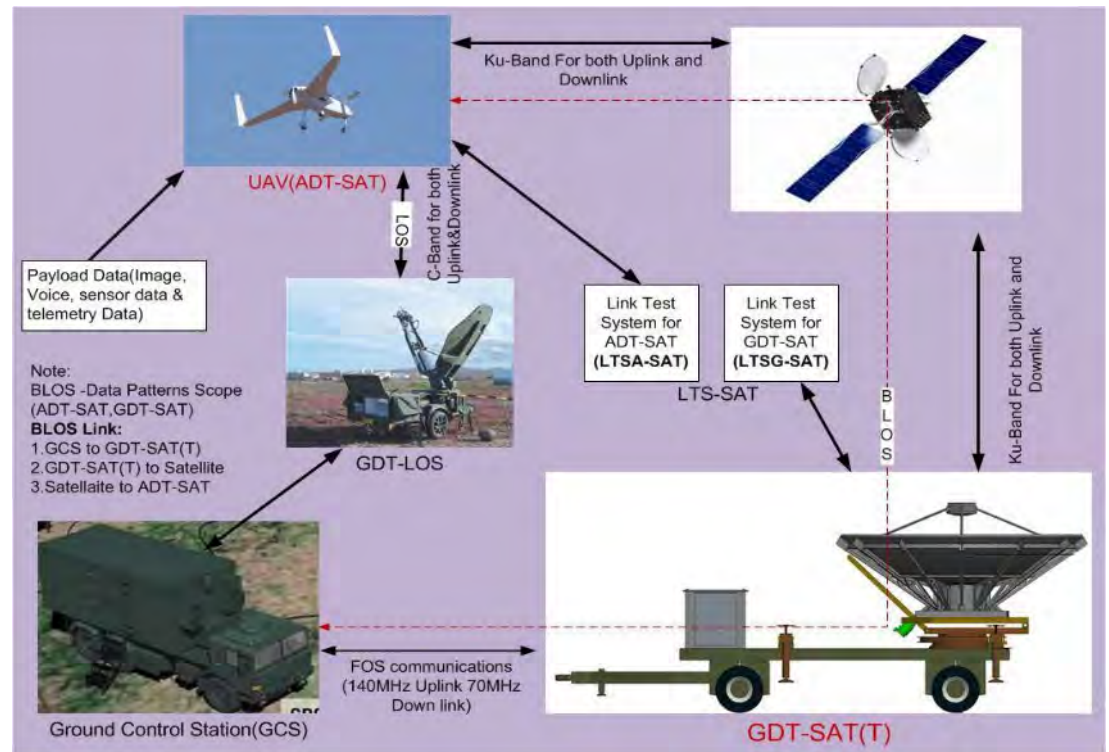 Ku-Band For both Uplink and
Downlink
UAV(ADT-SAT)
LOS
C-Band for both
Uplink&Downlink
Payload Data(Image,
Voice, sensor data &
telemetry Data)
Link Test
System for
ADT-SAT
(LTSA-SAT)
Link Test
System for
GDT-SAT
(LTSG-SAT)
LTS-SAT
BLOS
Ku-Band For both Uplink and
Downlink
Note:
BLOS -Data Patterns Scope
(ADT-SAT,GDT-SAT)
BLOS Link:
1.GCS to GDT-SAT(T)
2.GDT-SAT(T) to Satellite
3.Satellaite to ADT-SAT
GDT-LOS
FOS communications
(140MHz Uplink 70MHz
Down link)
Ground Control Station(GCS)
GDT-SAT(T)